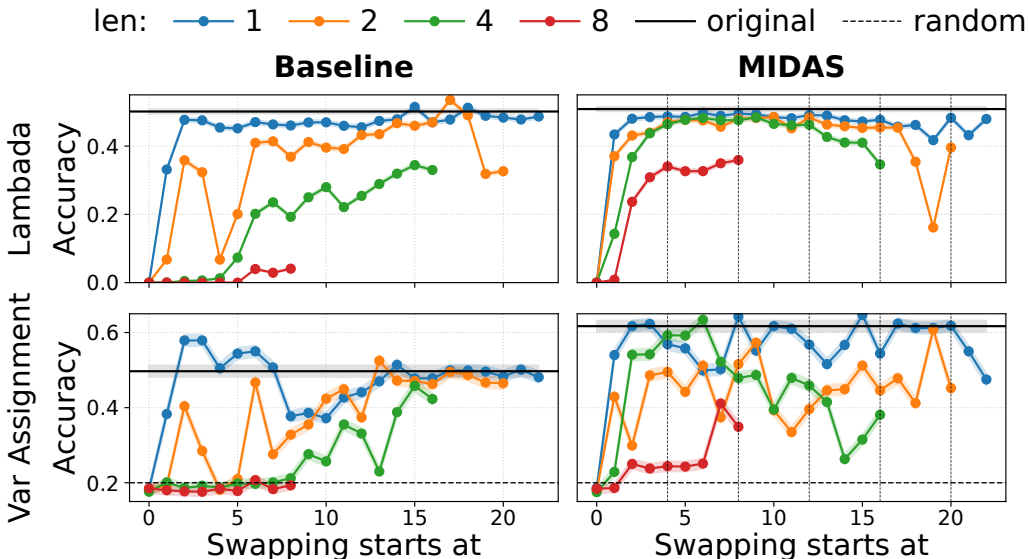 len: 1 2 4 8 original random
Baseline MIDAS
Lambada
Accuracy
0.4
0.2
0.0
Var Assignment
Accuracy
0.6
0.4
0.2
0 5 10 15 20
0 5 10 15 20
Swapping starts at
Swapping starts at